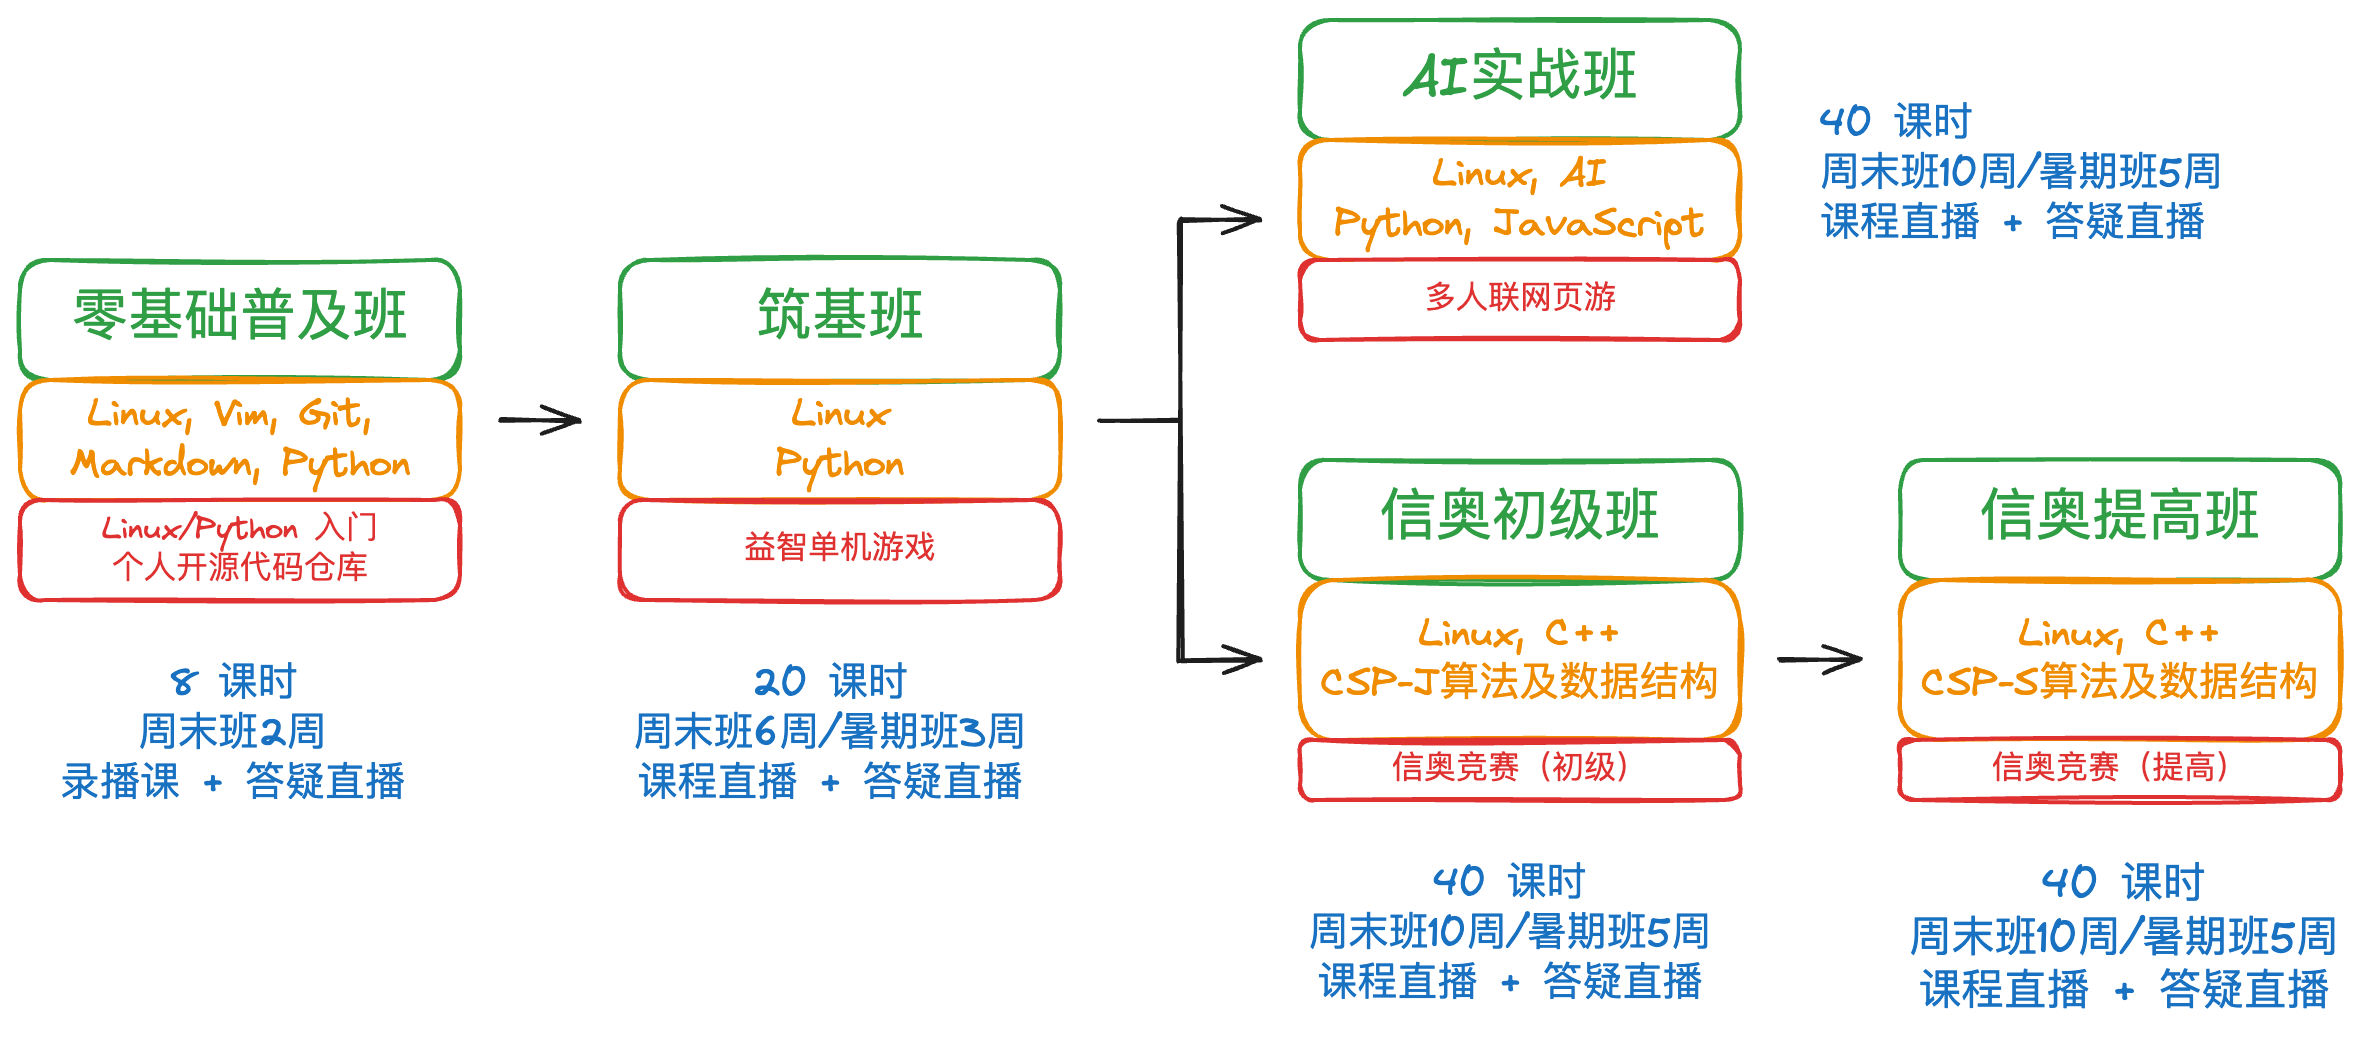 零基础普及班
Linux, Vim, Git,
Markdown, Python
Linux/Python 入门
个人开源代码仓库
8 课时
周末班2周
录播课 + 答疑直播
筑基班
Linux
Python
益智单机游戏
20 课时
周末班6周/暑期班3周
课程直播 + 答疑直播
AI实战班
Linux, AI
Python, JavaScript
多人联网页游
40 课时
周末班10周/暑期班5周
课程直播 + 答疑直播
信奥初级班
Linux, C++
CSP-J算法及数据结构
信奥竞赛（初级）
40 课时
周末班10周/暑期班5周
课程直播 + 答疑直播
信奥提高班
Linux, C++
CSP-S算法及数据结构
信奥竞赛（提高）
40 课时
周末班10周/暑期班5周
课程直播 + 答疑直播